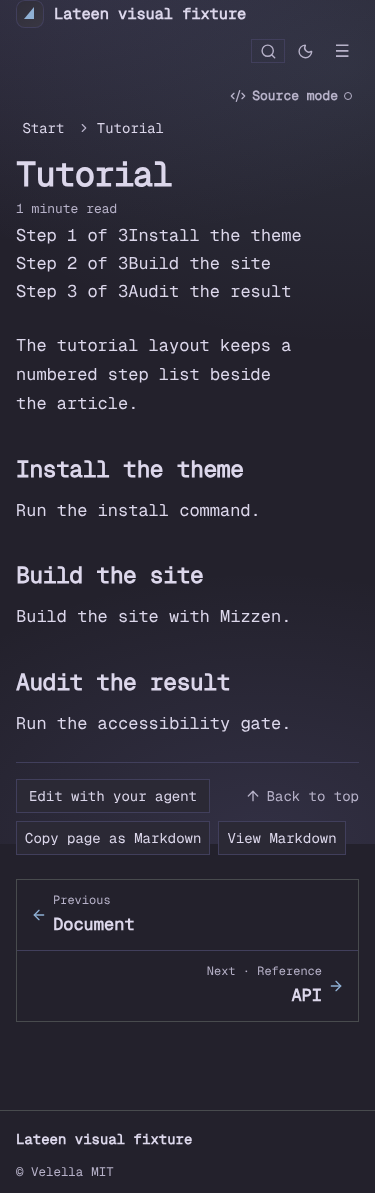 Lateen visual fixture
Source mode
Start > Tutorial
Tutorial
1 minute read
Step 1 of 3Install the theme
Step 2 of 3Build the site
Step 3 of 3Audit the result
The tutorial layout keeps a
numbered step list beside
the article.
Install the theme
Run the install command.
Build the site
Build the site with Mizzen.
Audit the result
Run the accessibility gate.
Edit with your agent
↑ Back to top
Copy page as Markdown
View Markdown
Previous
← Document
Next · Reference
API →
Lateen visual fixture
© Velella MIT